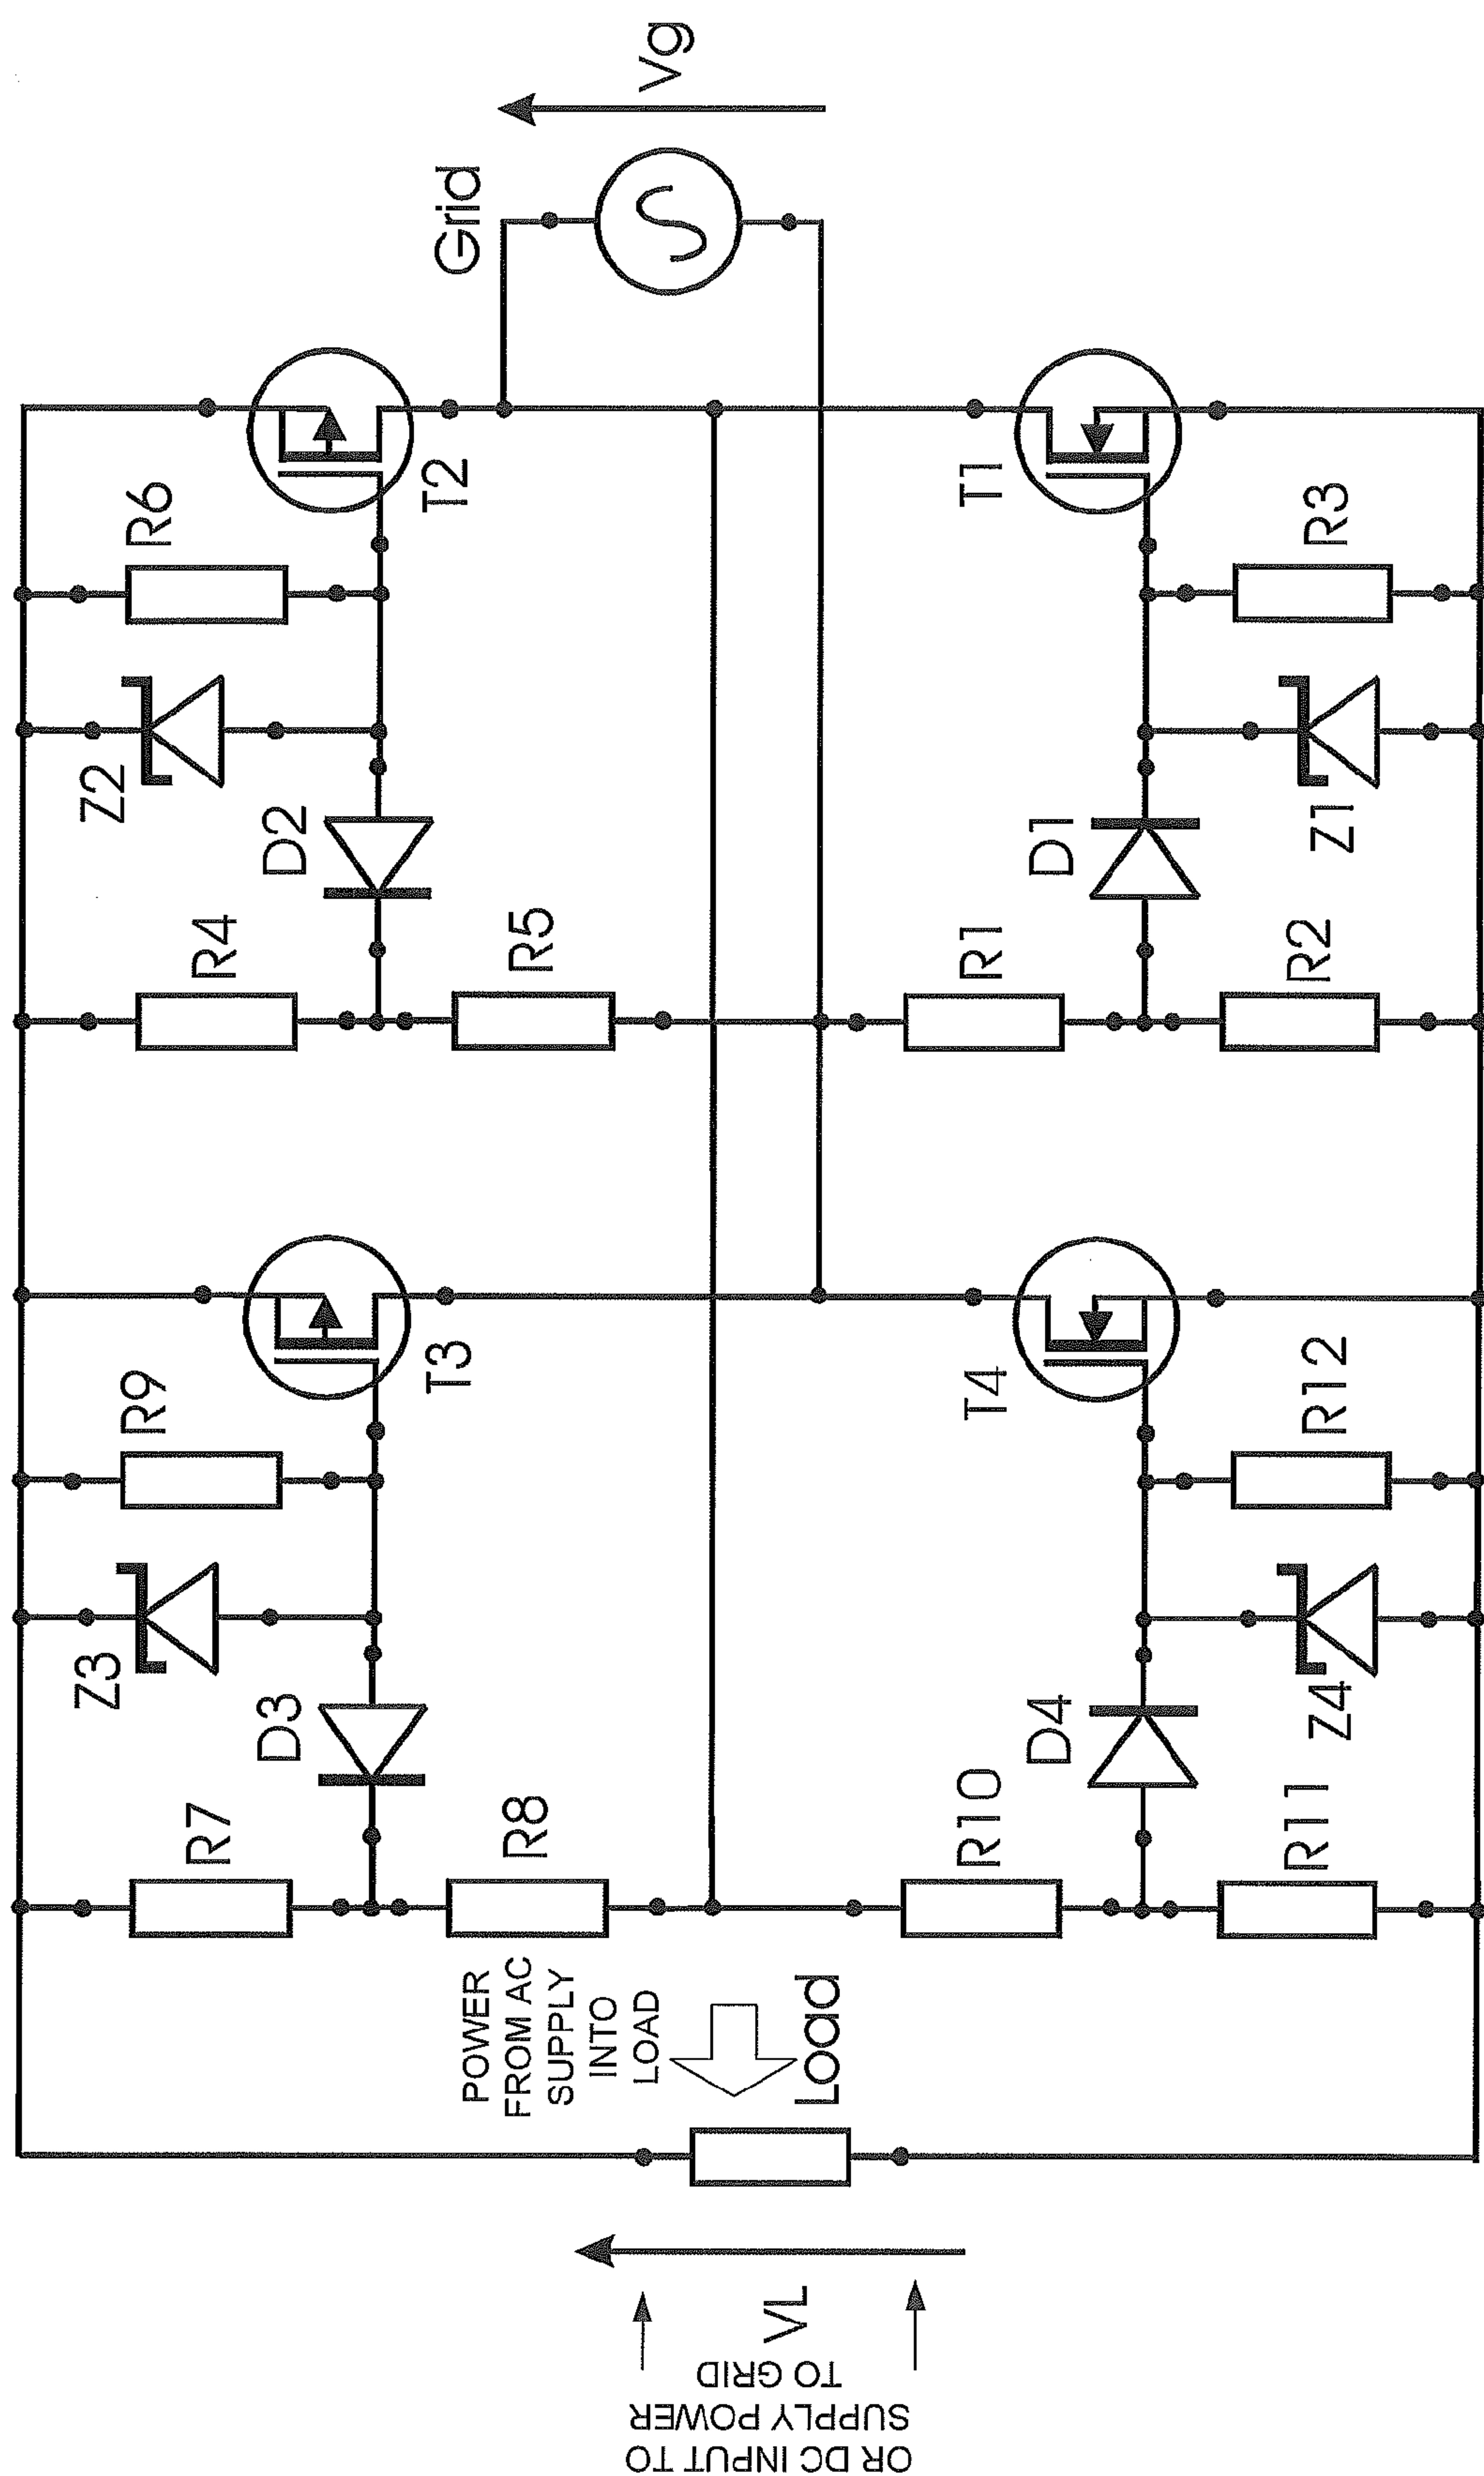 Vg
Grid
T2
R6
Z2
D2
R4
R5
T1
R3
D1
Z1
R1
R2
T3
R9
Z3
D3
R7
R8
T4
R12
D4
Z4
R10
R11
POWER
FROM AC
SUPPLY
INTO
LOAD
Load
VL
OR DC INPUT TO
SUPPLY POWER
TO GRID